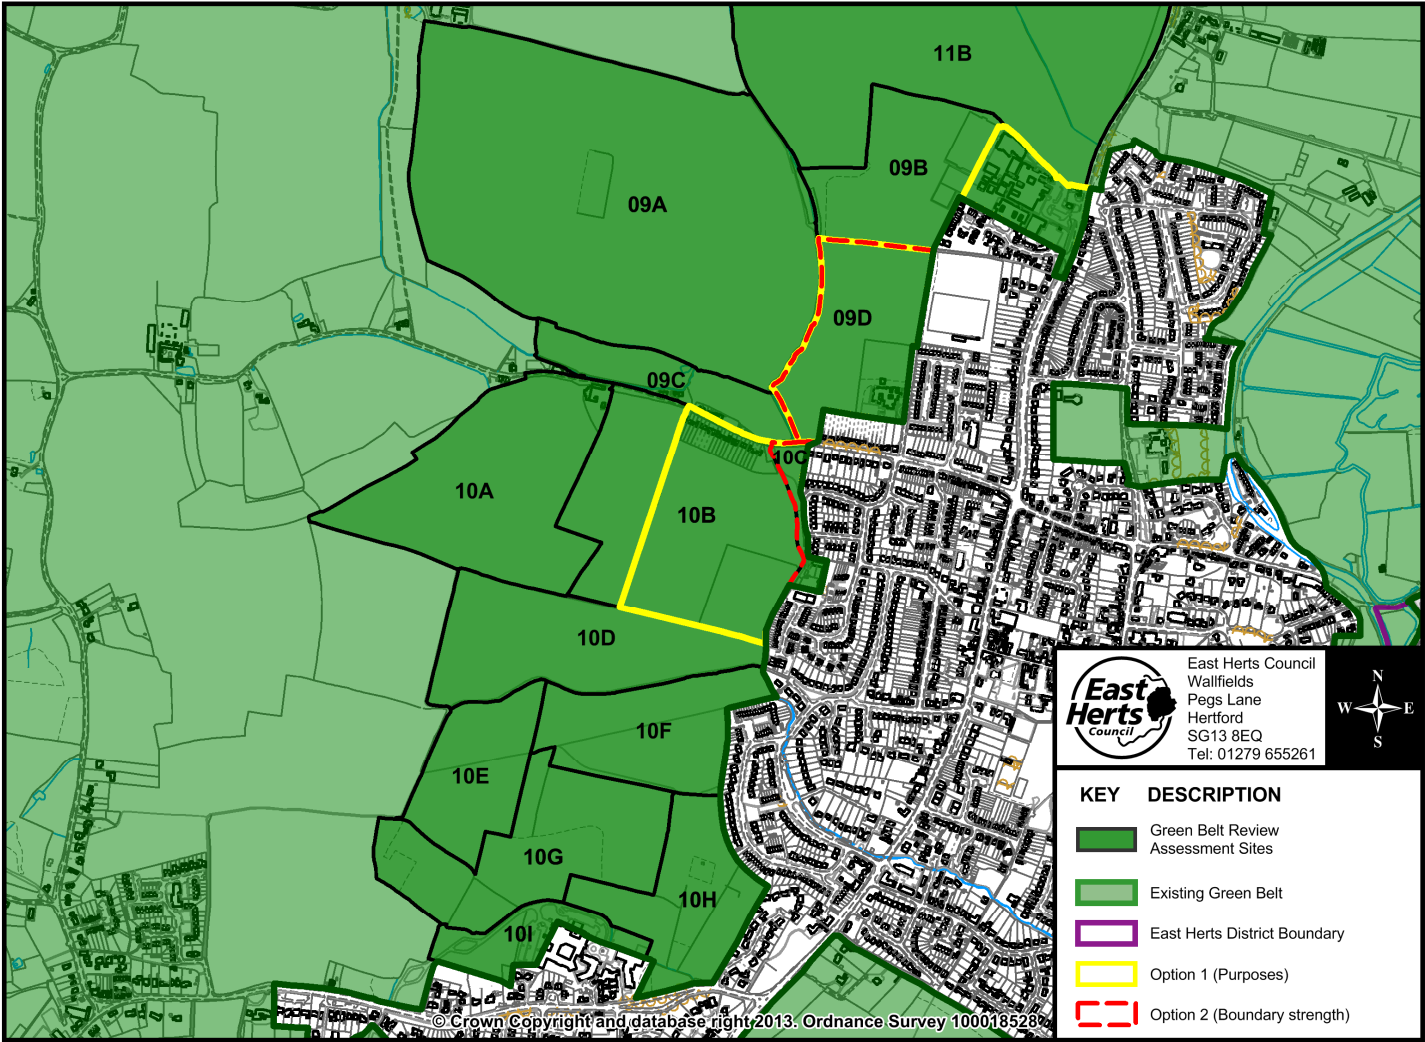 11B
09B
09A
09D
09C
10C
10A
10B
10D
10F
10E
10G
10H
10I
East
Herts
Council
East Herts Council
Wallfields
Pegs Lane
Hertford
SG13 8EQ
Tel: 01279 655261
N
W E
S
KEY DESCRIPTION
Green Belt Review
Assessment Sites
Existing Green Belt
East Herts District Boundary
Option 1 (Purposes)
Option 2 (Boundary strength)
© Crown Copyright and database right 2013. Ordnance Survey 100018528